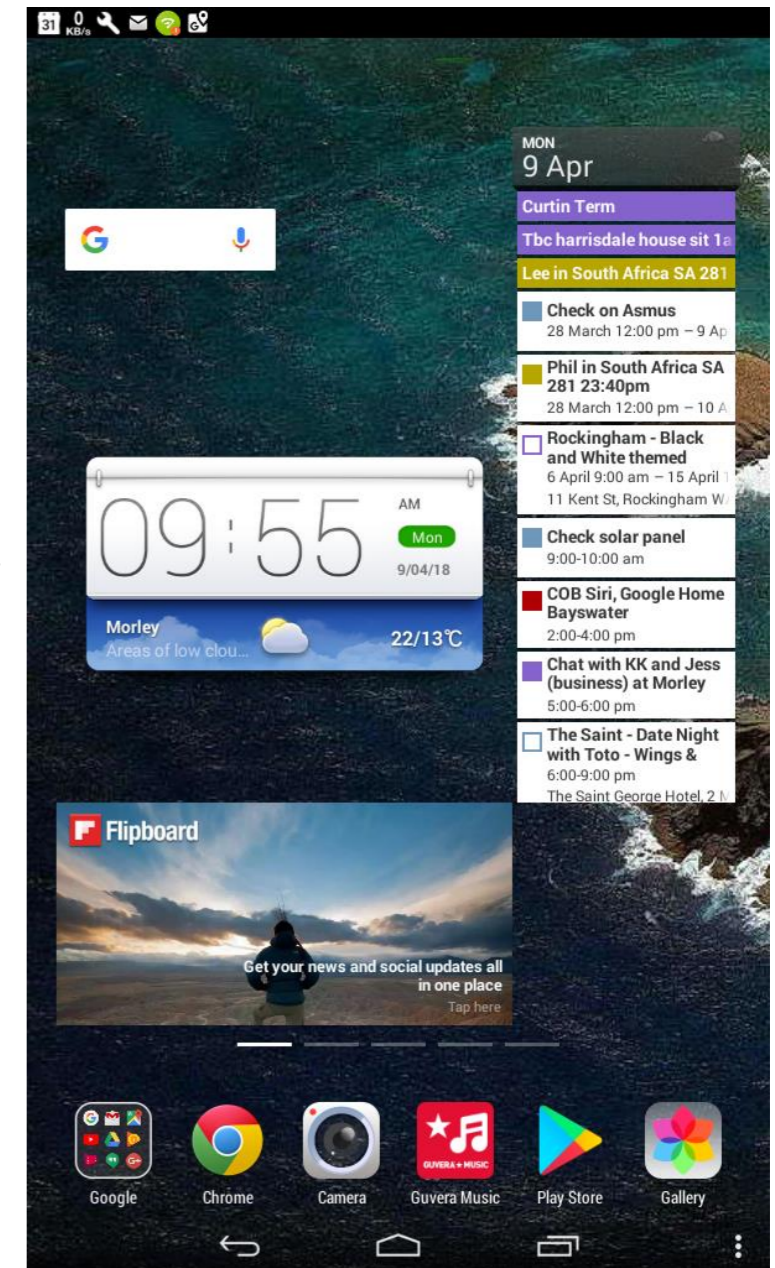 31
0
KB/s
G
MON
9 Apr
Curtin Term
Tbc harrisdale house sit 1a
Lee in South Africa SA 281
Check on Asmus
28 March 12:00 pm – 9 Ap
Phil in South Africa SA
281 23:40pm
28 March 12:00 pm – 10 A
Rockingham - Black
and White themed
6 April 9:00 am – 15 April 1
11 Kent St, Rockingham WA
Check solar panel
9:00-10:00 am
COB Siri, Google Home
Bayswater
2:00-4:00 pm
Chat with KK and Jess
(business) at Morley
5:00-6:00 pm
The Saint - Date Night
with Toto - Wings &
6:00-9:00 pm
The Saint George Hotel, 2 M
09:55
AM
Mon
9/04/18
Morley
Areas of low clou...
22/13℃
Flipboard
Get your news and social updates all
in one place
Tap here
GUVERA + MUSIC
Google
Chrome
Camera
Guvera Music
Play Store
Gallery